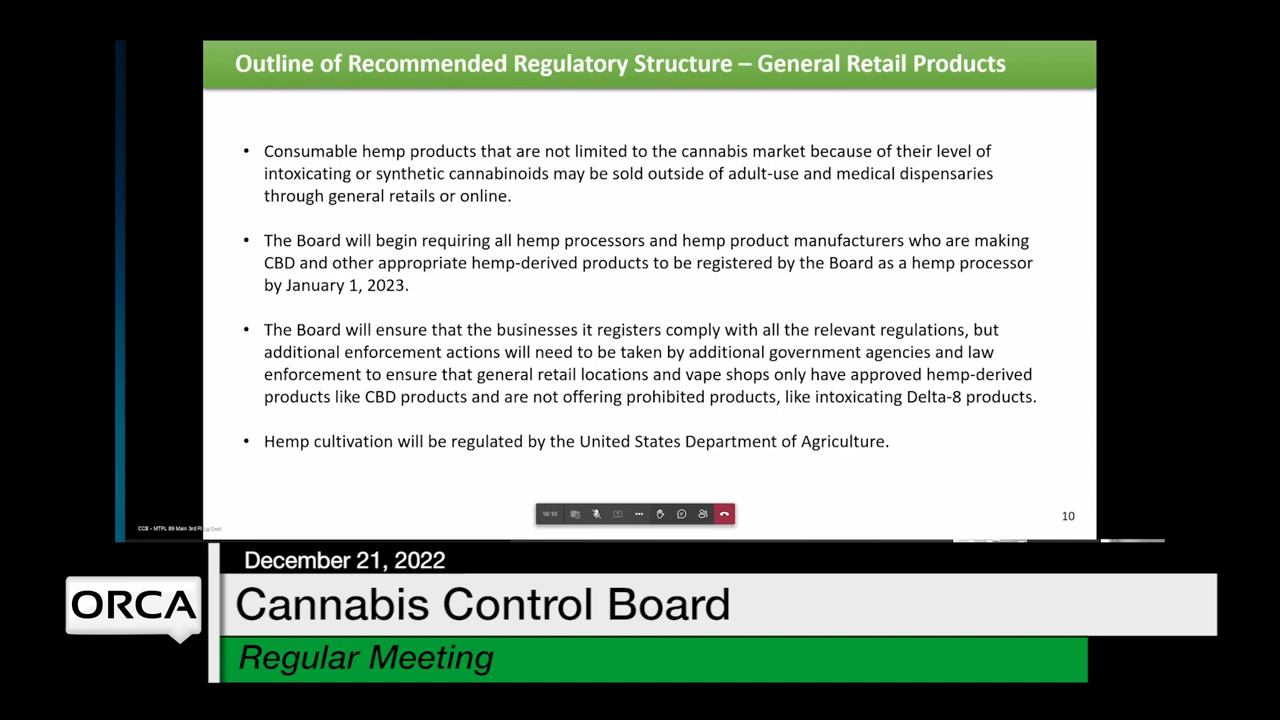 Outline of Recommended Regulatory Structure – General Retail Products
• Consumable hemp products that are not limited to the cannabis market because of their level of
intoxicating or synthetic cannabinoids may be sold outside of adult-use and medical dispensaries
through general retails or online.
• The Board will begin requiring all hemp processors and hemp product manufacturers who are making
CBD and other appropriate hemp-derived products to be registered by the Board as a hemp processor
by January 1, 2023.
• The Board will ensure that the businesses it registers comply with all the relevant regulations, but
additional enforcement actions will need to be taken by additional government agencies and law
enforcement to ensure that general retail locations and vape shops only have approved hemp-derived
products like CBD products and are not offering prohibited products, like intoxicating Delta-8 products.
• Hemp cultivation will be regulated by the United States Department of Agriculture.
16:10
10
CCB - MTPL 89 Main 3rd
December 21, 2022
ORCA
Cannabis Control Board
Regular Meeting